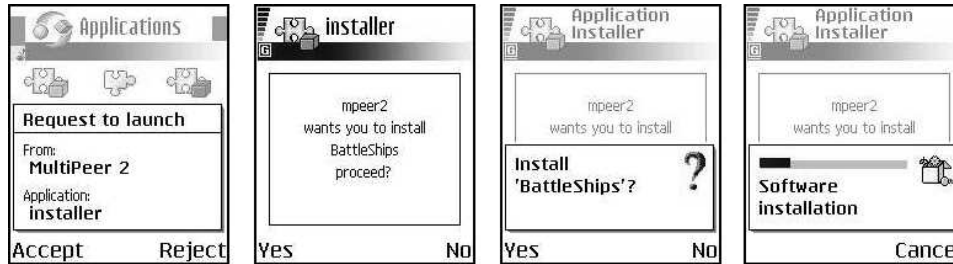 Applications
Request to launch
From:
MultiPeer 2
Application:
installer
Accept Reject
installer
G
mpeer2
wants you to install
BattleShips
proceed?
Yes No
Application
Installer
G
mpeer2
wants you to install
Install
'BattleShips'?
?
Yes No
Application
Installer
G
mpeer2
wants you to install
Software
installation
Cance